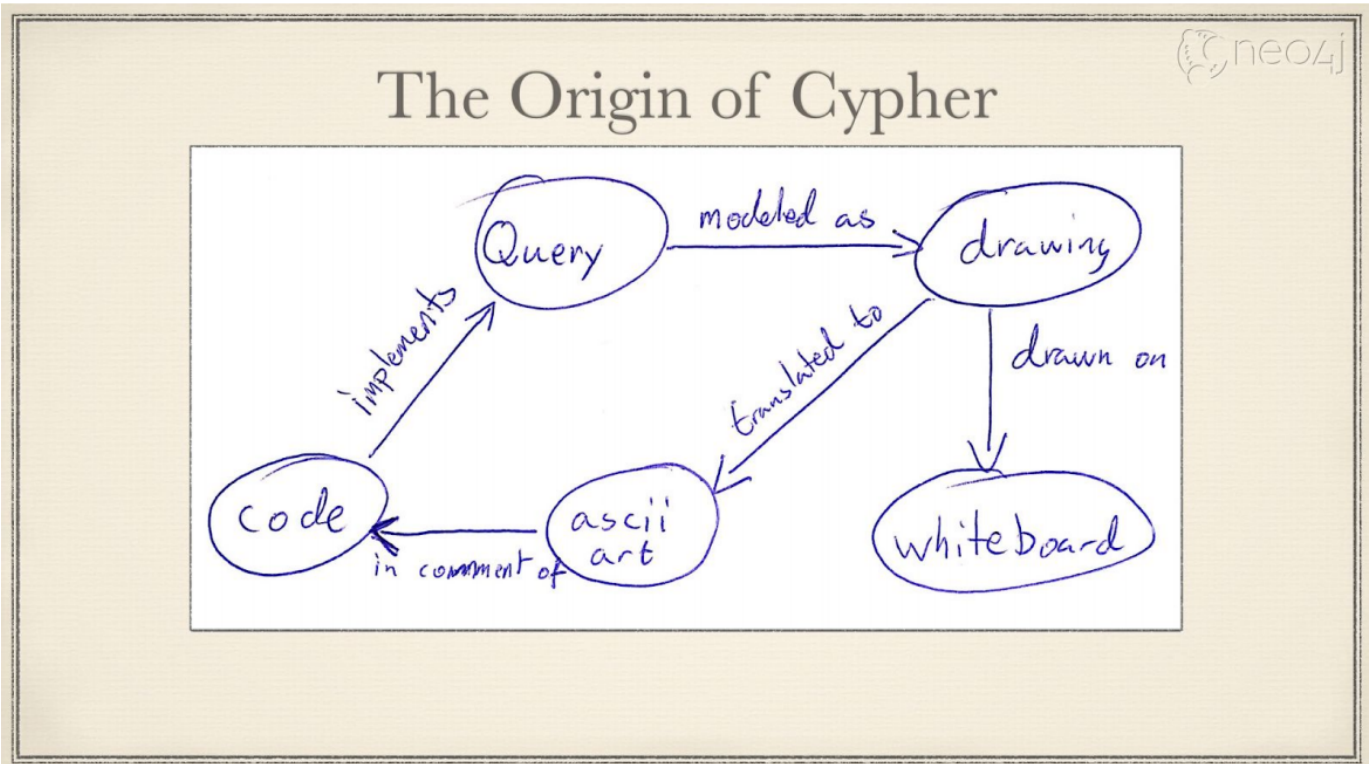 neo4j
The Origin of Cypher
Query
modeled as
drawing
implements
translated to
drawn on
code
in comment of
ascii
art
whiteboard